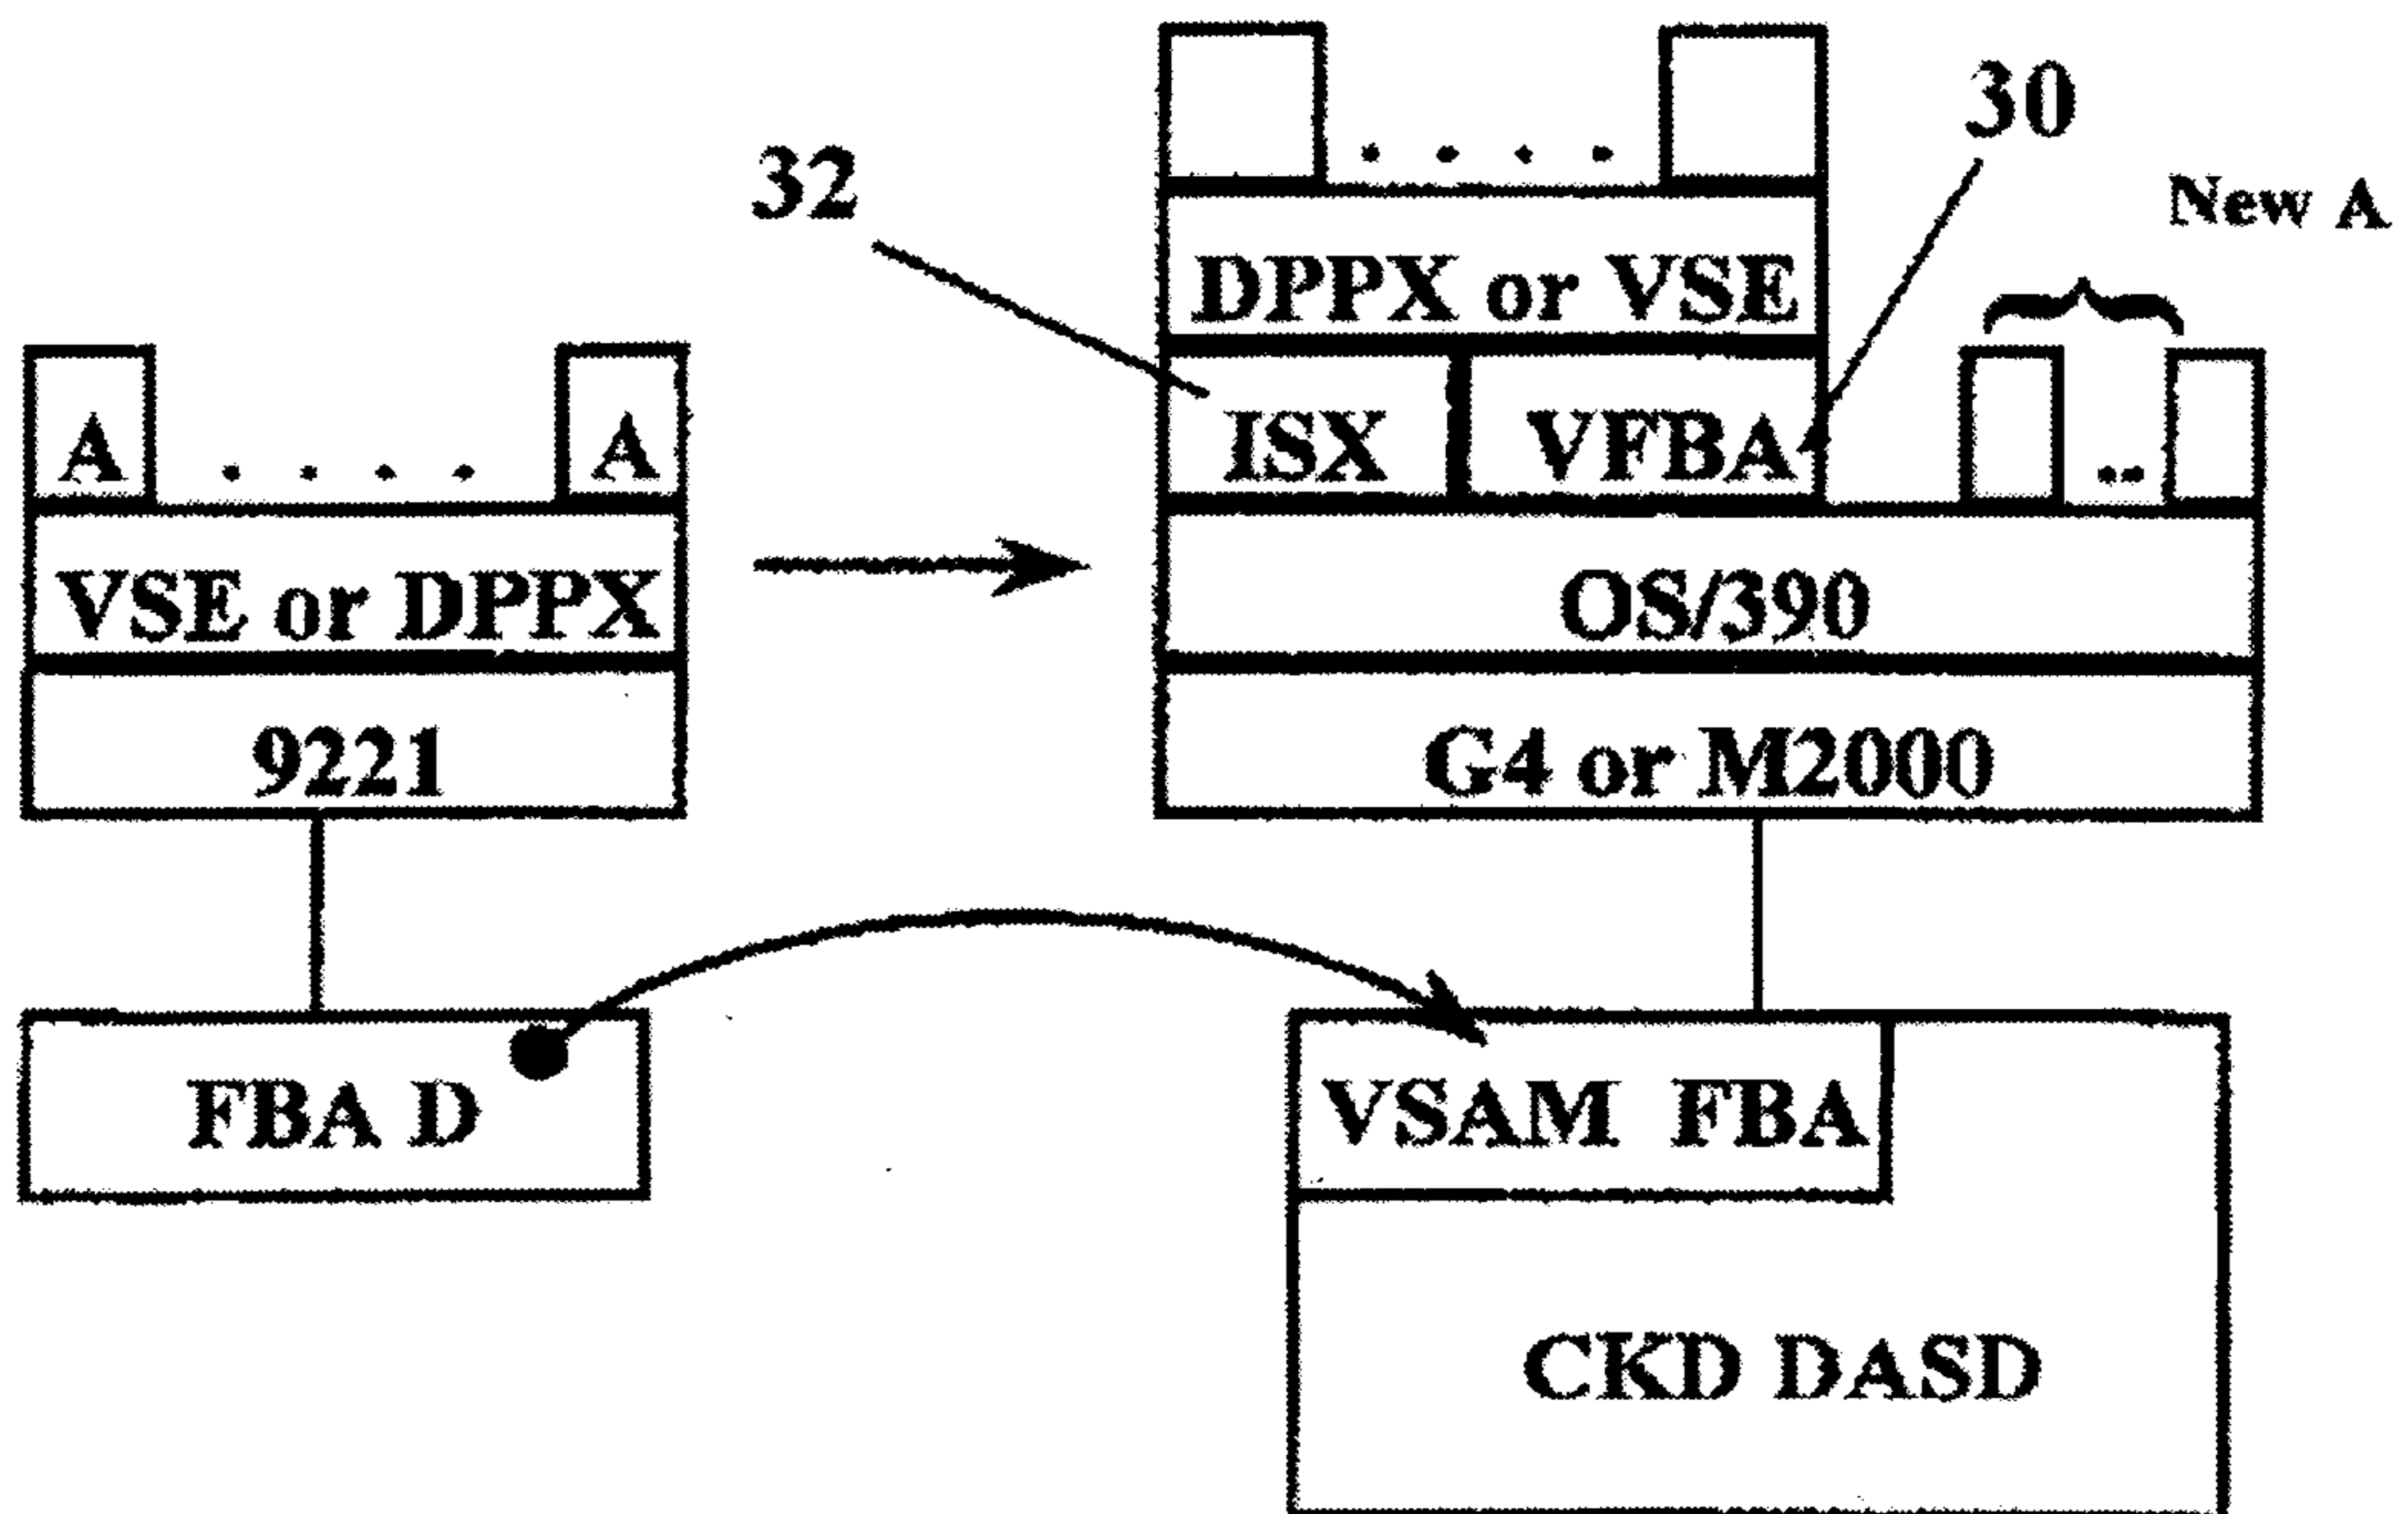 30
32
New A
DPPX or VSE
ISX VFBA
A . . . . A
VSE or DPPX
OS/390
9221
G4 or M2000
FBA D
VSAM FBA
CKD DASD